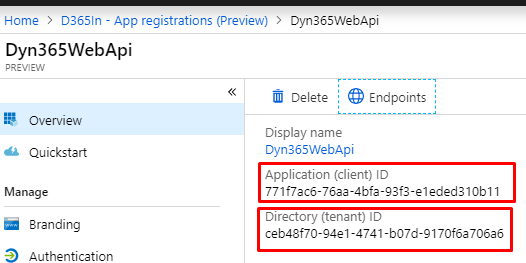 Home > D365In - App registrations (Preview) > Dyn365WebApi
Dyn365WebApi
PREVIEW
«
Overview
Quickstart
Manage
Branding
Authentication
Delete
Endpoints
Display name
Dyn365WebApi
Application (client) ID
771f7ac6-76aa-4bfa-93f3-e1eded310b11
Directory (tenant) ID
ceb48f70-94e1-4741-b07d-9170f6a706a6